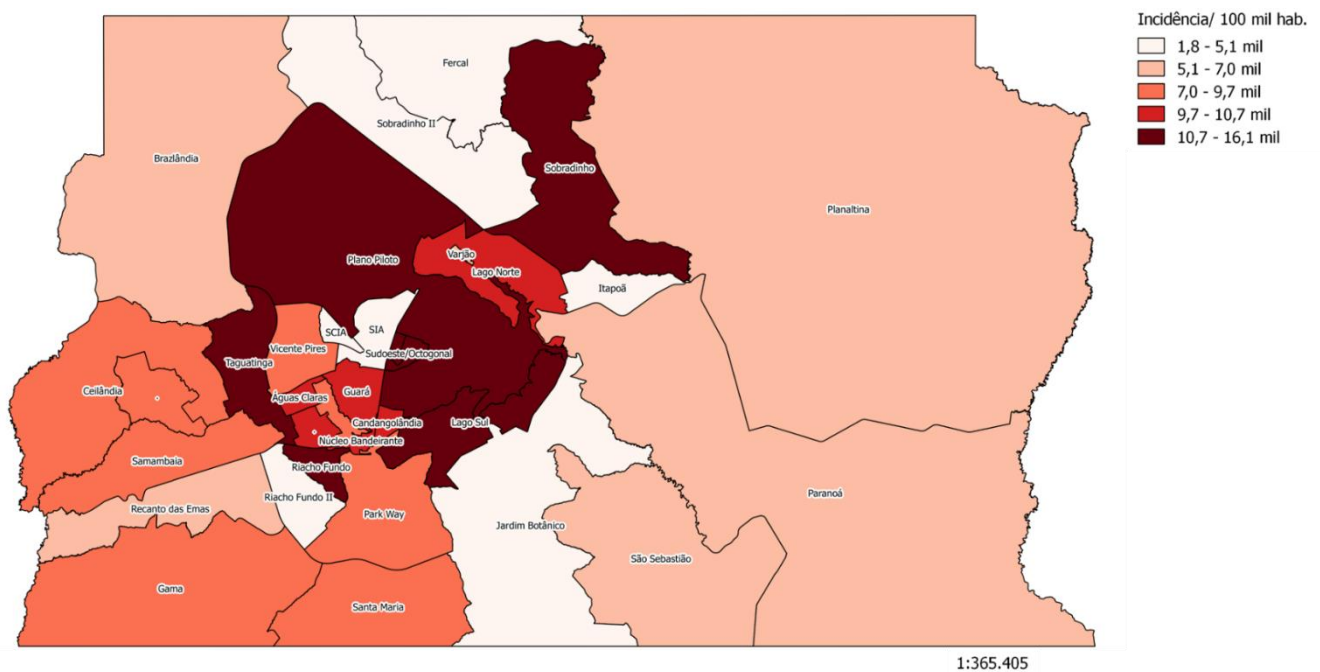 Incidência/ 100 mil hab.
1,8 - 5,1 mil
5,1 - 7,0 mil
7,0 - 9,7 mil
9,7 - 10,7 mil
10,7 - 16,1 mil
Fercal
Sobradinho II
Brazlândia
Sobradinho
Planaltina
Plano Piloto
Varjão
Lago Norte
Itapoã
SCIA
SIA
Vicente Pires
Sudoeste/Octogonal
Taguatinga
Ceilândia
Águas Claras
Guará
Candangolândia
Lago Sul
Núcleo Bandeirante
Samambaia
Riacho Fundo
Riacho Fundo II
Recanto das Emas
Park Way
Jardim Botânico
Paranoá
São Sebastião
Gama
Santa Maria
1:365.405